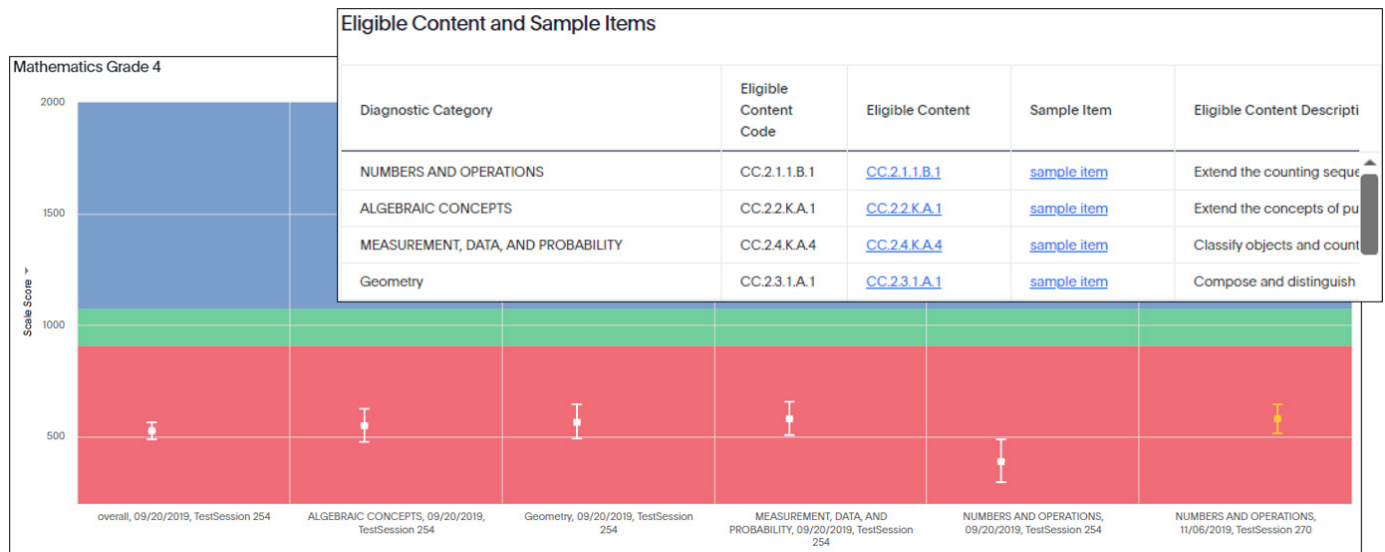 Eligible Content and Sample Items
Diagnostic Category
Eligible
Content
Code
Eligible Content
Sample Item
Eligible Content Descripti
NUMBERS AND OPERATIONS
CC.2.1.1.B.1
CC.2.1.1.B.1
sample item
Extend the counting seque
ALGEBRAIC CONCEPTS
CC.2.2.K.A.1
CC.2.2.K.A.1
sample item
Extend the concepts of pu
MEASUREMENT, DATA, AND PROBABILITY
CC.2.4.K.A.4
CC.2.4.K.A.4
sample item
Classify objects and count
Geometry
CC.2.3.1.A.1
CC.2.3.1.A.1
sample item
Compose and distinguish
Mathematics Grade 4
Scale Score
2000
1500
1000
500
overall, 09/20/2019, TestSession 254
ALGEBRAIC CONCEPTS, 09/20/2019,
TestSession 254
Geometry, 09/20/2019, TestSession
254
MEASUREMENT, DATA, AND
PROBABILITY, 09/20/2019, TestSession
254
NUMBERS AND OPERATIONS,
09/20/2019, TestSession 254
NUMBERS AND OPERATIONS,
11/06/2019, TestSession 270